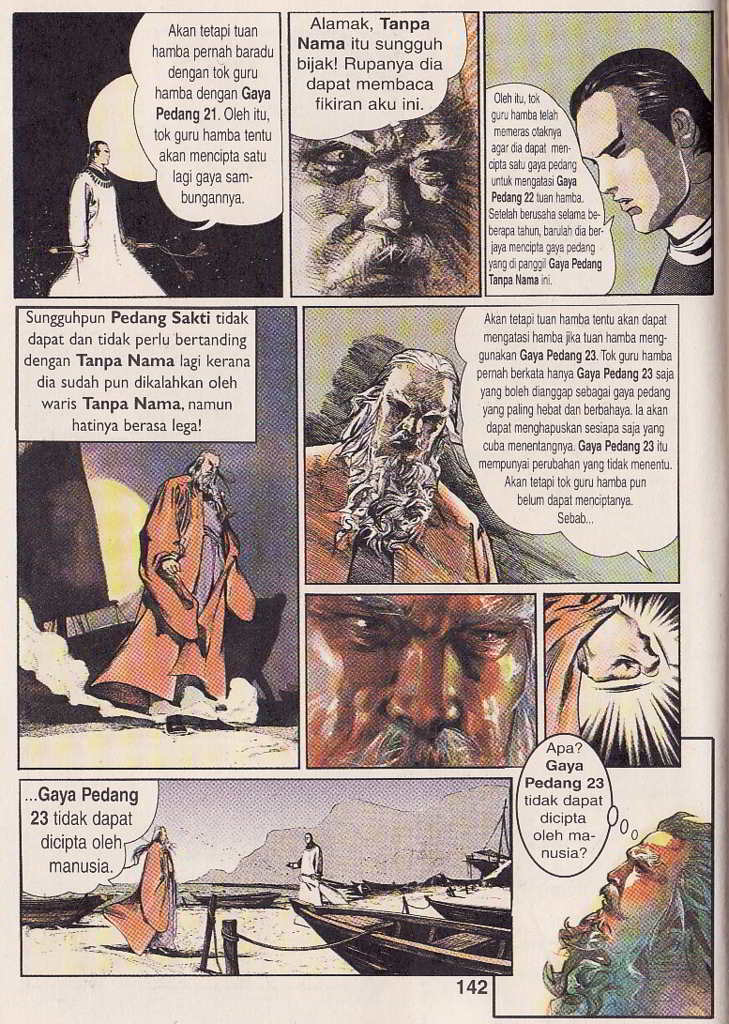 Akan tetapi tuan
hamba pernah baradu
dengan tok guru
hamba dengan Gaya
Pedang 21. Oleh itu,
tok guru hamba tentu
akan mencipta satu
lagi gaya sam-
bungannya.
Alamak, Tanpa
Nama itu sungguh
bijak! Rupanya dia
dapat membaca
fikiran aku ini.
Oleh itu, tok
guru hamba telah
memeras otaknya
agar dia dapat men-
cipta satu gaya pedang
untuk mengatasi Gaya
Pedang 22 tuan hamba.
Setelah berusaha selama be-
berapa tahun, barulah dia ber-
jaya mencipta gaya pedang
yang di panggil Gaya Pedang
Tanpa Nama ini.
Sungguhpun Pedang Sakti tidak
dapat dan tidak perlu bertanding
dengan Tanpa Nama lagi kerana
dia sudah pun dikalahkan oleh
waris Tanpa Nama, namun
hatinya berasa lega!
Akan tetapi tuan hamba tentu akan dapat
mengatasi hamba jika tuan hamba meng-
gunakan Gaya Pedang 23. Tok guru hamba
pernah berkata hanya Gaya Pedang 23 saja
yang boleh dianggap sebagai gaya pedang
yang paling hebat dan berbahaya. Ia akan
dapat menghapuskan sesiapa saja yang
cuba menentangnya. Gaya Pedang 23 itu
mempunyai perubahan yang tidak menentu.
Akan tetapi tok guru hamba pun
belum dapat menciptanya.
Sebab...
...Gaya Pedang
23 tidak dapat
dicipta oleh
manusia.
Apa?
Gaya
Pedang 23
tidak dapat
dicipta
oleh ma-
nusia?
142